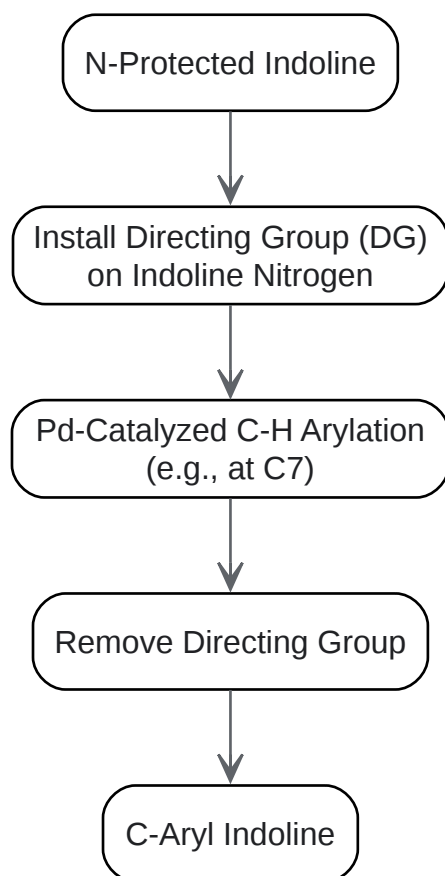 N-Protected Indoline
Install Directing Group (DG)
on Indoline Nitrogen
Pd-Catalyzed C-H Arylation
(e.g., at C7)
Remove Directing Group
C-Aryl Indoline